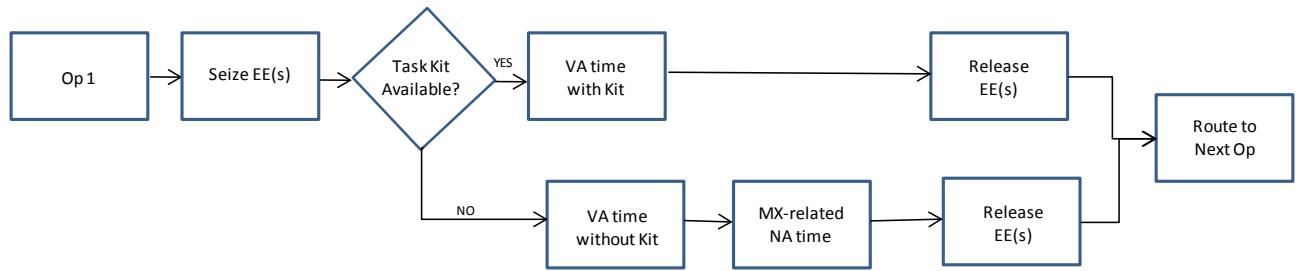 Op 1
Seize EE(s)
Task Kit
Available?
YES
VA time
with Kit
Release
EE(s)
Route to
Next Op
NO
VA time
without Kit
MX-related
NA time
Release
EE(s)